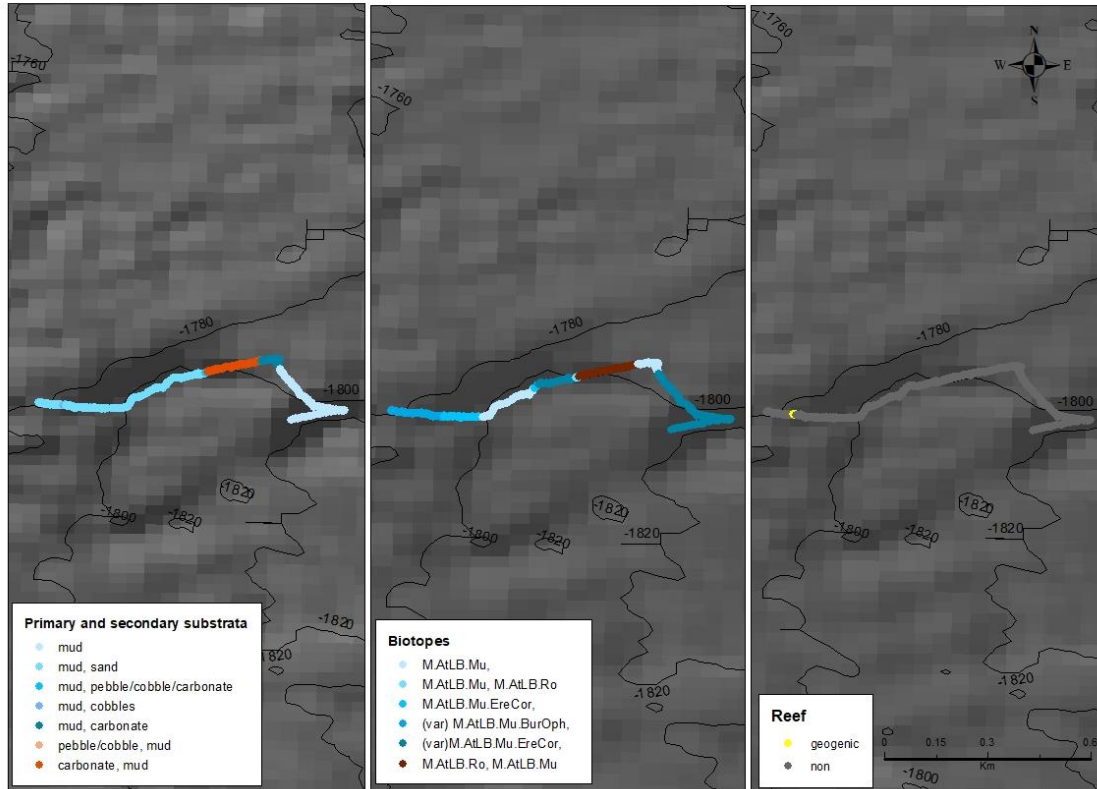 -1760
-1780
-1800
-1820
-1800
-1820
-1820
-1820
Primary and secondary substrata
mud
mud, sand
mud, pebble/cobble/carbonate
mud, cobbles
mud, carbonate
pebble/cobble, mud
carbonate, mud
-1760
-1780
-1800
-1820
-1800
-1820
-1820
-1820
-1820
Biotopes
M.AtLB.Mu,
M.AtLB.Mu, M.AtLB.Ro
M.AtLB.Mu.EreCor,
(var) M.AtLB.Mu.BurOph,
(var)M.AtLB.Mu.EreCor,
M.AtLB.Ro, M.AtLB.Mu
-1760
N
W
E
S
-1780
-1800
-1820
-1800
-1820
-1820
-1820
-1800
Reef
geogenic
non
0 0.15 0.3 0.6
Km